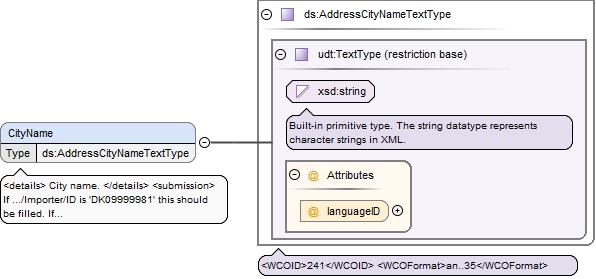 ds:AddressCityNameTextType
udt:TextType (restriction base)
xsd:string
Built-in primitive type. The string datatype represents
character strings in XML.
CityName
Type ds:AddressCityNameTextType
<details> City name. </details> <submission>
If .../Importer/ID is 'DK09999981' this should
be filled. If...
@ Attributes
@ languageID
<WCOID>241</WCOID> <WCOFormat>an..35</WCOFormat>